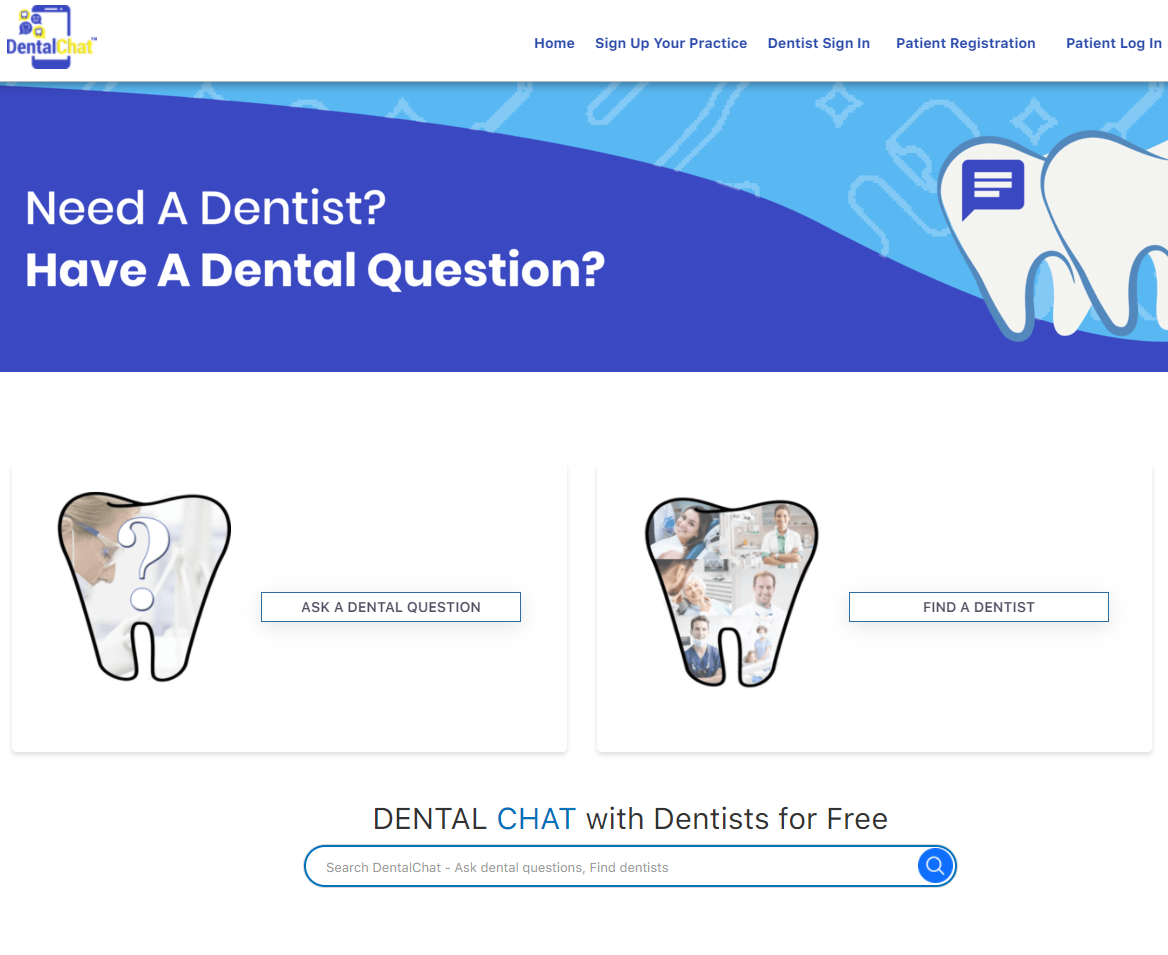 DentalChat™
Home Sign Up Your Practice Dentist Sign In Patient Registration Patient Log In
Need A Dentist?
Have A Dental Question?
?
ASK A DENTAL QUESTION
FIND A DENTIST
DENTAL CHAT with Dentists for Free
Search DentalChat - Ask dental questions, Find dentists